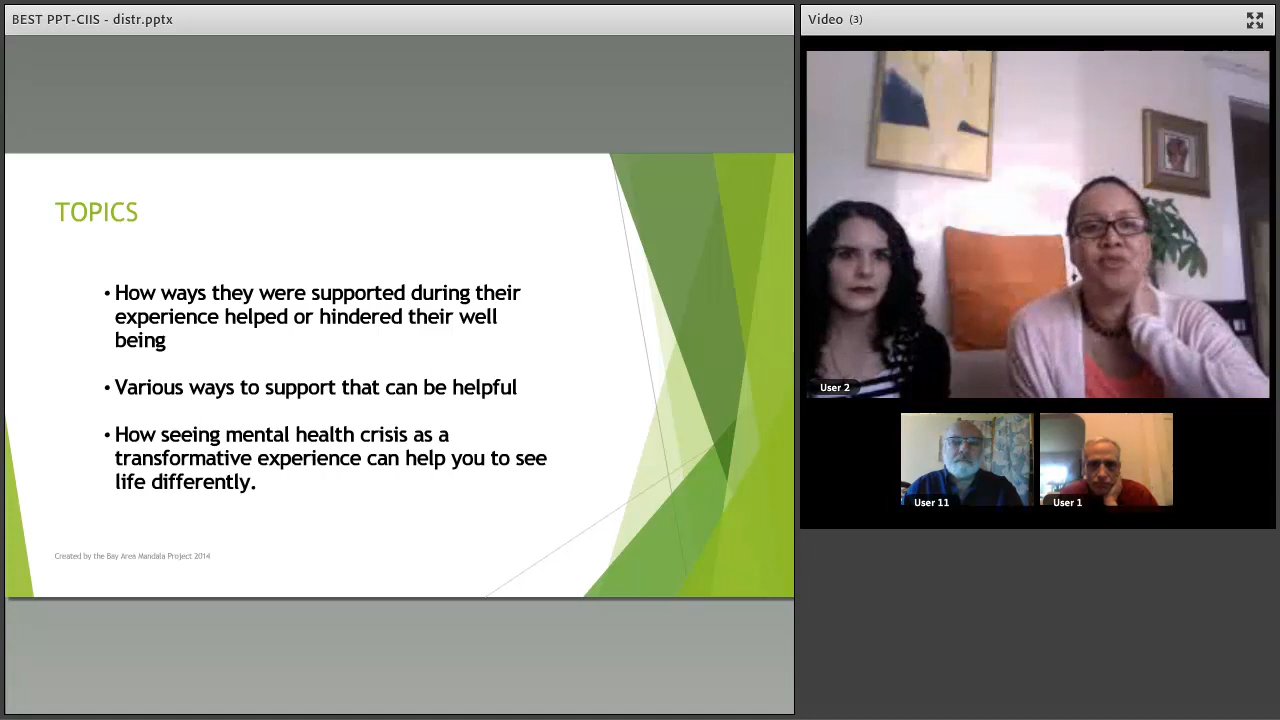 BEST PPT-CIIS - distr.pptx
Video (3)
TOPICS
• How ways they were supported during their
experience helped or hindered their well
being
• Various ways to support that can be helpful
• How seeing mental health crisis as a
transformative experience can help you to see
life differently.
Created by the Bay Area Mandala Project 2014
User 2
User 11
User 1